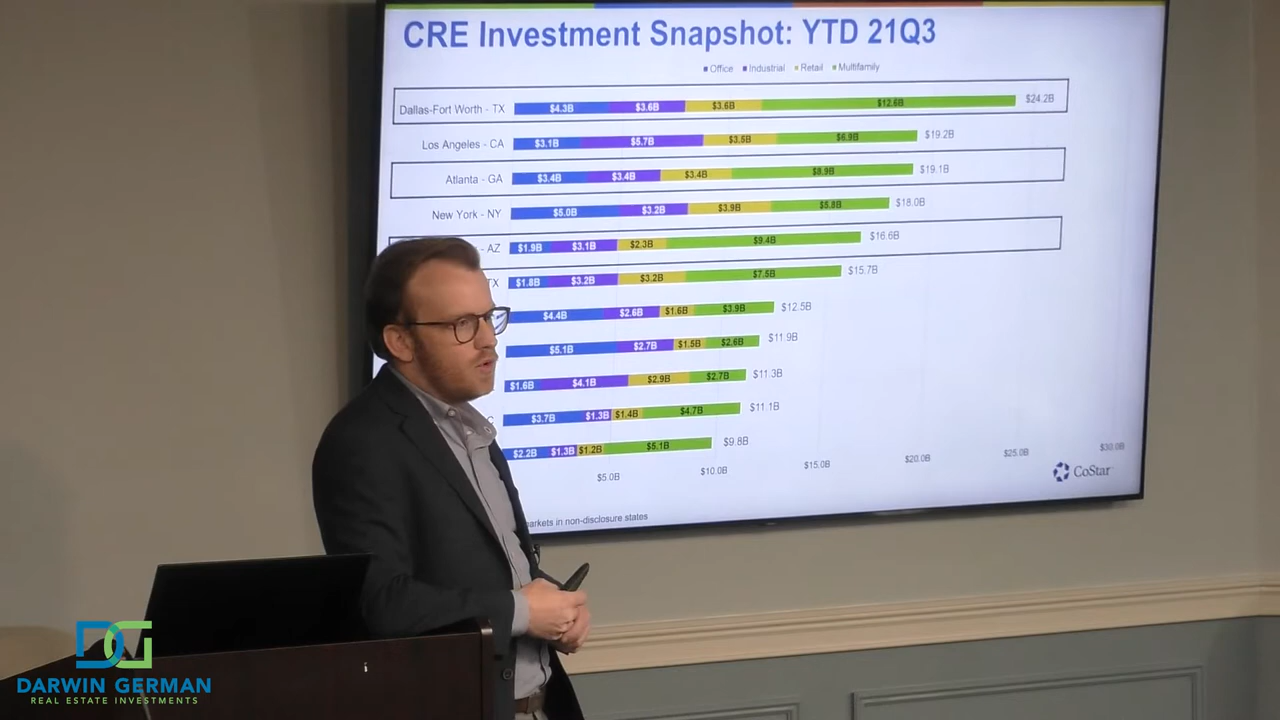 CRE Investment Snapshot: YTD 21Q3
Office Industrial Retail Multifamily
Dallas-Fort Worth - TX $4.3B $3.6B $3.6B $12.6B $24.2B
Los Angeles - CA $3.1B $5.7B $3.5B $6.9B $19.2B
Atlanta - GA $3.4B $3.4B $3.4B $8.9B $19.1B
New York - NY $5.0B $3.2B $3.9B $5.8B $18.0B
- AZ $1.9B $3.1B $2.3B $9.4B $16.6B
TX $1.8B $3.2B $3.2B $7.5B $15.7B
$4.4B $2.6B $1.6B $3.9B $12.5B
$5.1B $2.7B $1.5B $2.6B $11.9B
$1.6B $4.1B $2.9B $2.7B $11.3B
C $3.7B $1.3B $1.4B $4.7B $11.1B
$2.2B $1.3B $1.2B $5.1B $9.8B
$5.0B $10.0B $15.0B $20.0B $25.0B $30.0B
CoStar
arkets in non-disclosure states
DG
DARWIN GERMAN
REAL ESTATE INVESTMENTS